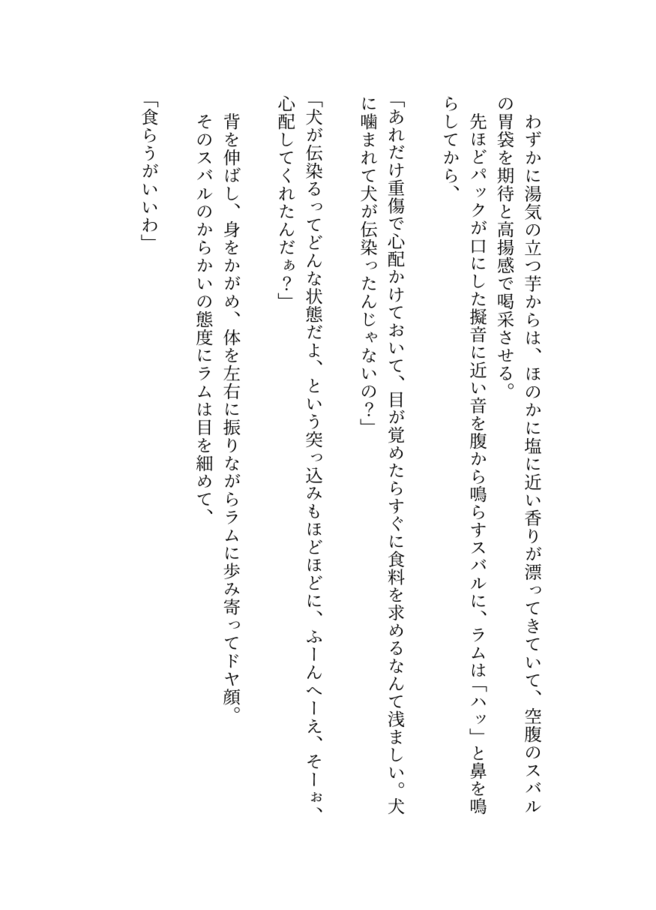 わずかに湯気の立つ芋からは、ほのかに塩に近い香りが漂ってきていて、空腹のスバル
の胃袋を期待と高揚感で喝采させる。
　先ほどパックが口にした擬音に近い音を腹から鳴らすスバルに、ラムは「ハッ」と鼻を鳴
らしてから、
「あれだけ重傷で心配かけておいて、目が覚めたらすぐに食料を求めるなんて浅ましい。犬
に噛まれて犬が伝染ったんじゃないの？」
「犬が伝染るってどんな状態だよ、という突っ込みもほどほどに、ふーんへーえ、そーぉ、
心配してくれたんだぁ？」
　背を伸ばし、身をかがめ、体を左右に振りながらラムに歩み寄ってドヤ顔。
　そのスバルのからかいの態度にラムは目を細めて、
「食らうがいいわ」